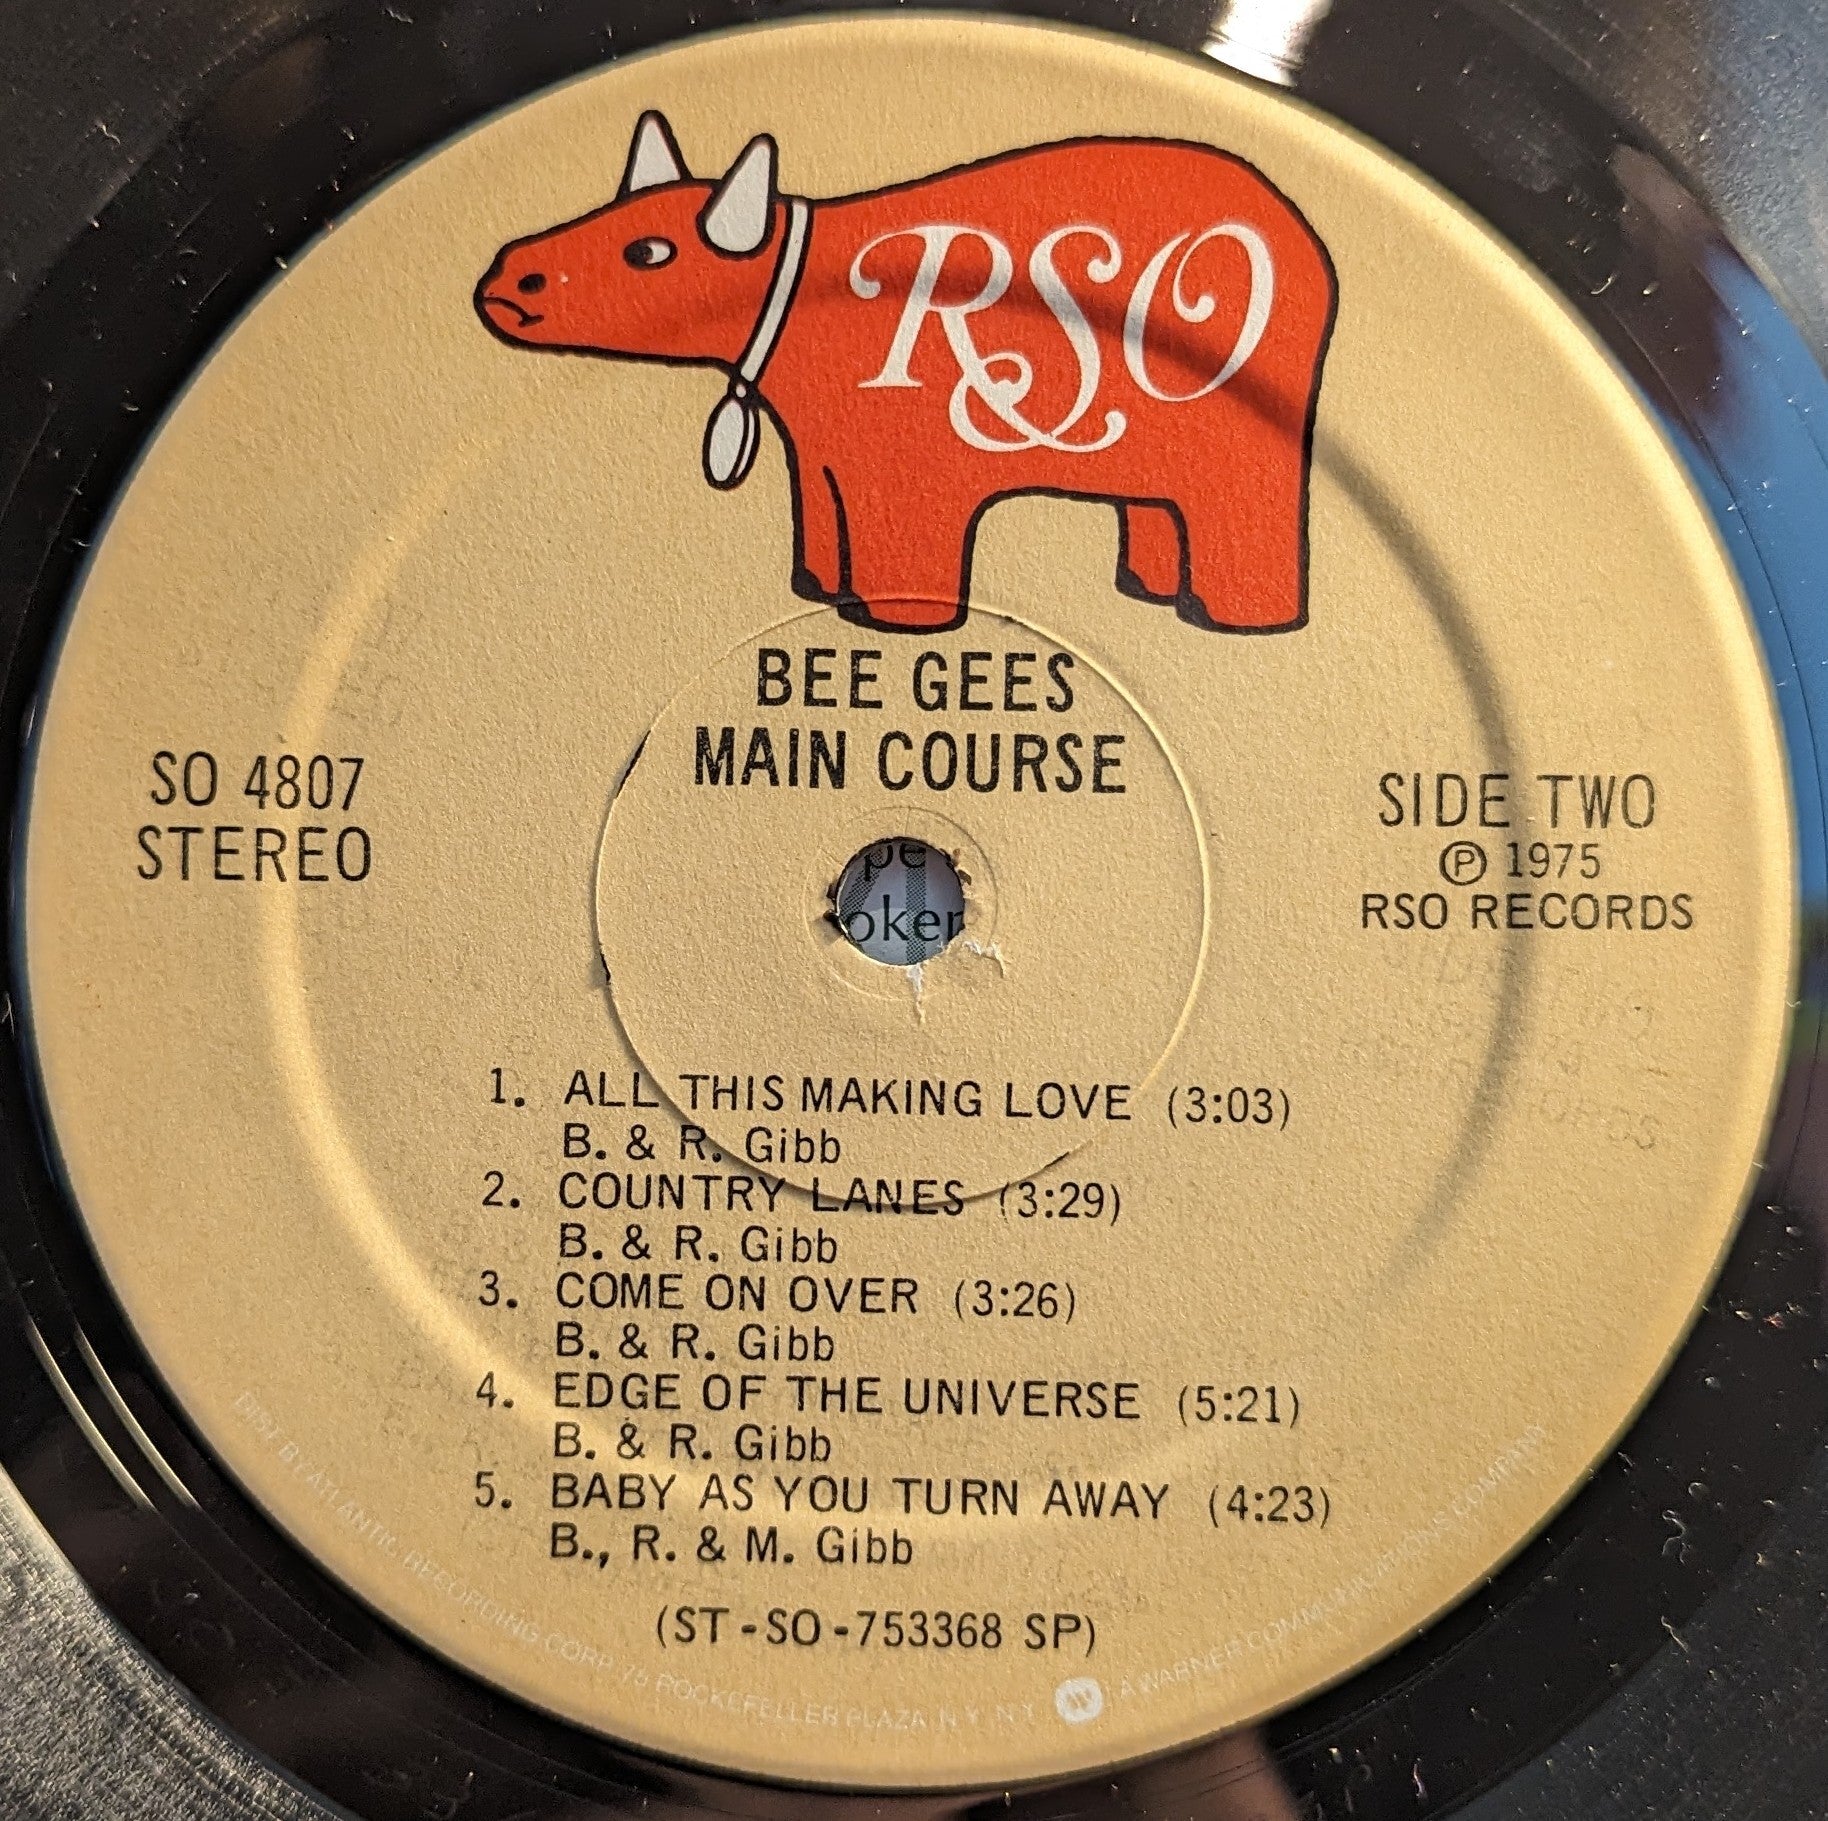 RSO
BEE GEES
MAIN COURSE
SO 4807
STEREO
SIDE TWO
℗ 1975
RSO RECORDS
pe
oker
1. ALL THIS MAKING LOVE (3:03)
B. & R. Gibb
2. COUNTRY LANES (3:29)
B. & R. Gibb
3. COME ON OVER (3:26)
B. & R. Gibb
4. EDGE OF THE UNIVERSE (5:21)
B. & R. Gibb
5. BABY AS YOU TURN AWAY (4:23)
B., R. & M. Gibb
(ST-SO-753368 SP)
DIST BY ATLANTIC RECORDING CORP. 75 ROCKEFELLER PLAZA N.Y. N.Y. W A WARNER COMMUNICATIONS COMPANY